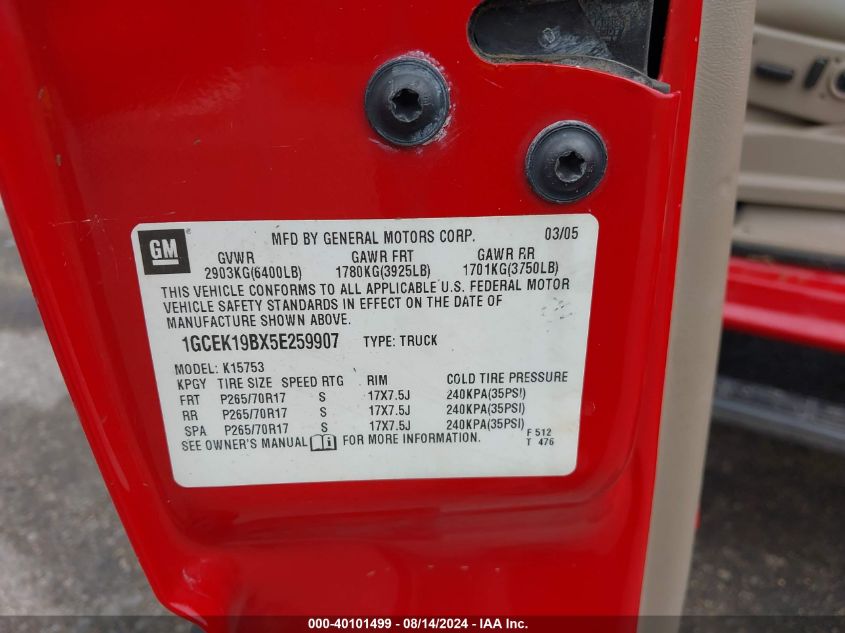 GM
MFD BY GENERAL MOTORS CORP. 03/05
GVWR GAWR FRT GAWR RR
2903KG(6400LB) 1780KG(3925LB) 1701KG(3750LB)
THIS VEHICLE CONFORMS TO ALL APPLICABLE U.S. FEDERAL MOTOR
VEHICLE SAFETY STANDARDS IN EFFECT ON THE DATE OF
MANUFACTURE SHOWN ABOVE.
1GCEK19BX5E259907 TYPE: TRUCK
MODEL: K15753
KPGY TIRE SIZE SPEED RTG RIM COLD TIRE PRESSURE
FRT P265/70R17 S 17X7.5J 240KPA(35PSI)
RR P265/70R17 S 17X7.5J 240KPA(35PSI)
SPA P265/70R17 S 17X7.5J 240KPA(35PSI)
SEE OWNER'S MANUAL i FOR MORE INFORMATION.
F 512
T 476
000-40101499 - 08/14/2024 - IAA Inc.